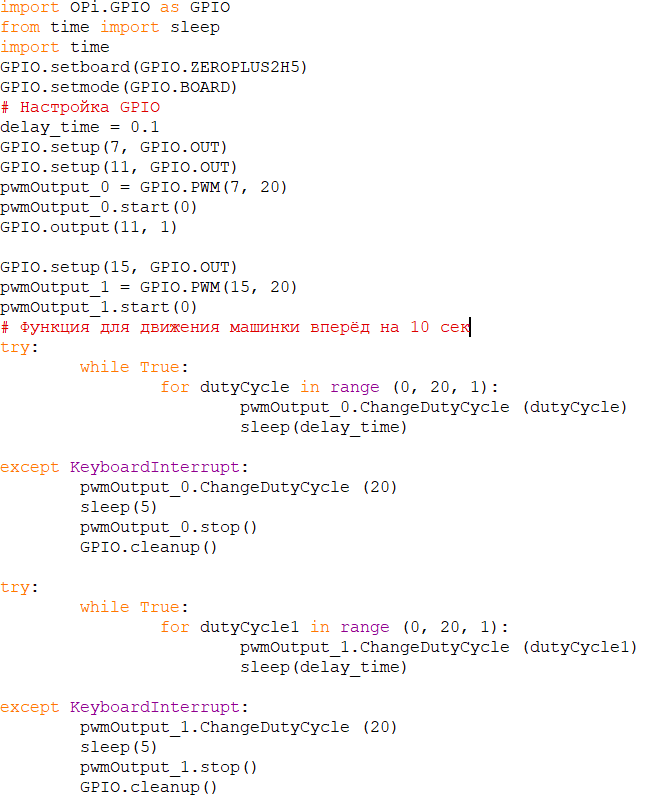 import OPi.GPIO as GPIO
from time import sleep
import time
GPIO.setboard(GPIO.ZEROPLUS2H5)
GPIO.setmode(GPIO.BOARD)
# Настройка GPIO
delay_time = 0.1
GPIO.setup(7, GPIO.OUT)
GPIO.setup(11, GPIO.OUT)
pwmOutput_0 = GPIO.PWM(7, 20)
pwmOutput_0.start(0)
GPIO.output(11, 1)

GPIO.setup(15, GPIO.OUT)
pwmOutput_1 = GPIO.PWM(15, 20)
pwmOutput_1.start(0)
# Функция для движения машинки вперёд на 10 сек
try:
        while True:
                for dutyCycle in range (0, 20, 1):
                        pwmOutput_0.ChangeDutyCycle (dutyCycle)
                        sleep(delay_time)

except KeyboardInterrupt:
        pwmOutput_0.ChangeDutyCycle (20)
        sleep(5)
        pwmOutput_0.stop()
        GPIO.cleanup()

try:
        while True:
                for dutyCycle1 in range (0, 20, 1):
                        pwmOutput_1.ChangeDutyCycle (dutyCycle1)
                        sleep(delay_time)

except KeyboardInterrupt:
        pwmOutput_1.ChangeDutyCycle (20)
        sleep(5)
        pwmOutput_1.stop()
        GPIO.cleanup()